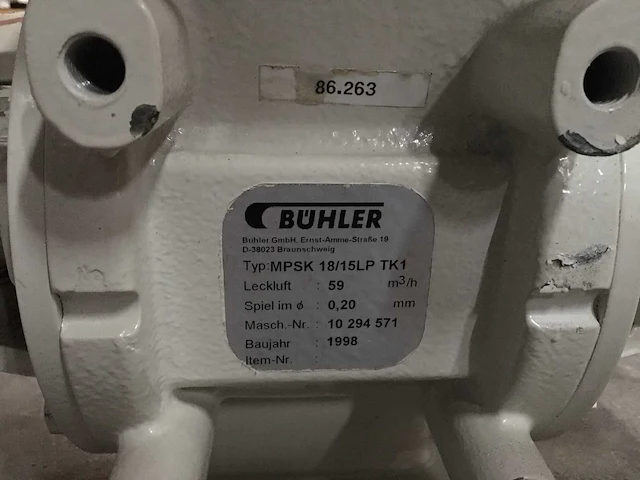 86.263
BÜHLER
Bühler GmbH, Ernst-Amme-Straße 19
D-38023 Braunschweig
Typ: MPSK 18/15LP TK1
Leckluft : 59 m³/h
Spiel im ø : 0,20 mm
Masch.-Nr. : 10 294 571
Baujahr : 1998
Item-Nr. :